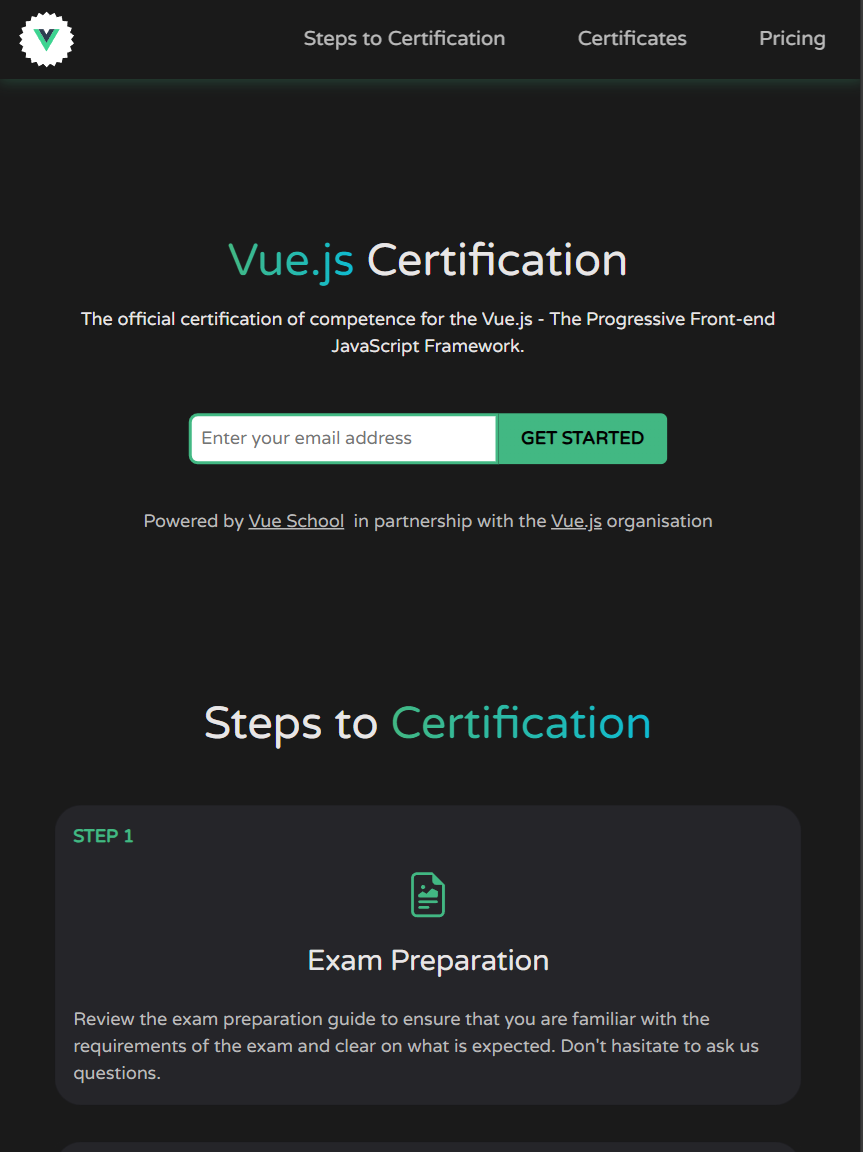 Steps to Certification Certificates Pricing
Vue.js Certification
The official certification of competence for the Vue.js - The Progressive Front-end
JavaScript Framework.
Enter your email address GET STARTED
Powered by Vue School in partnership with the Vue.js organisation
Steps to Certification
STEP 1
Exam Preparation
Review the exam preparation guide to ensure that you are familiar with the
requirements of the exam and clear on what is expected. Don't hasitate to ask us
questions.